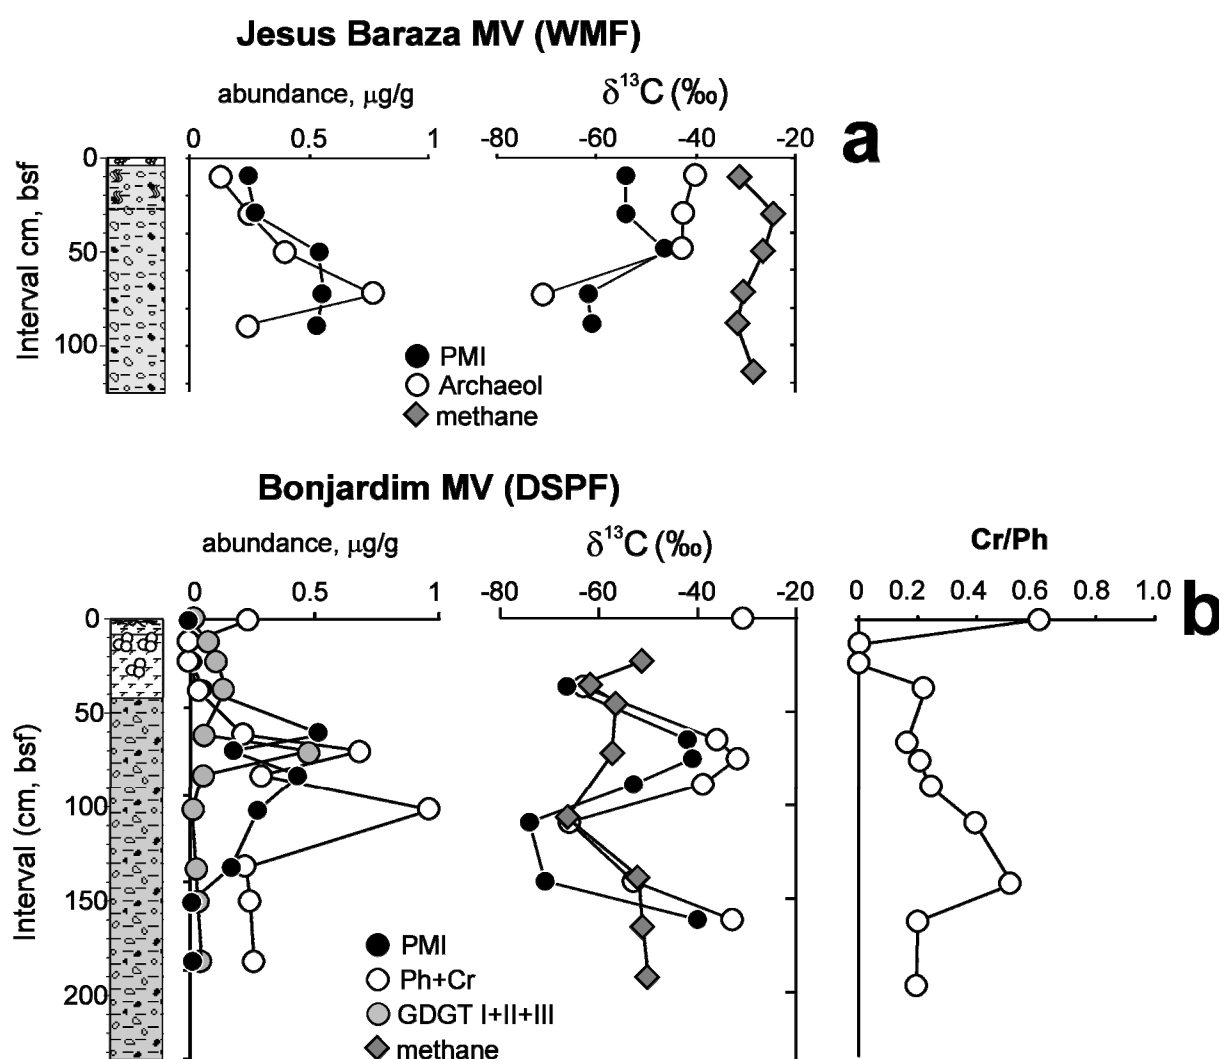 Jesus Baraza MV (WMF)
abundance, μg/g
δ13C (‰)
a
0 0.5 1
-80 -60 -40 -20
Interval cm, bsf
0
50
100
PMI
Archaeol
methane
Bonjardim MV (DSPF)
abundance, μg/g
δ13C (‰)
Cr/Ph
b
0 0.5 1
-80 -60 -40 -20
0 0.2 0.4 0.6 0.8 1.0
Interval (cm, bsf)
0
50
100
150
200
PMI
Ph+Cr
GDGT I+II+III
methane